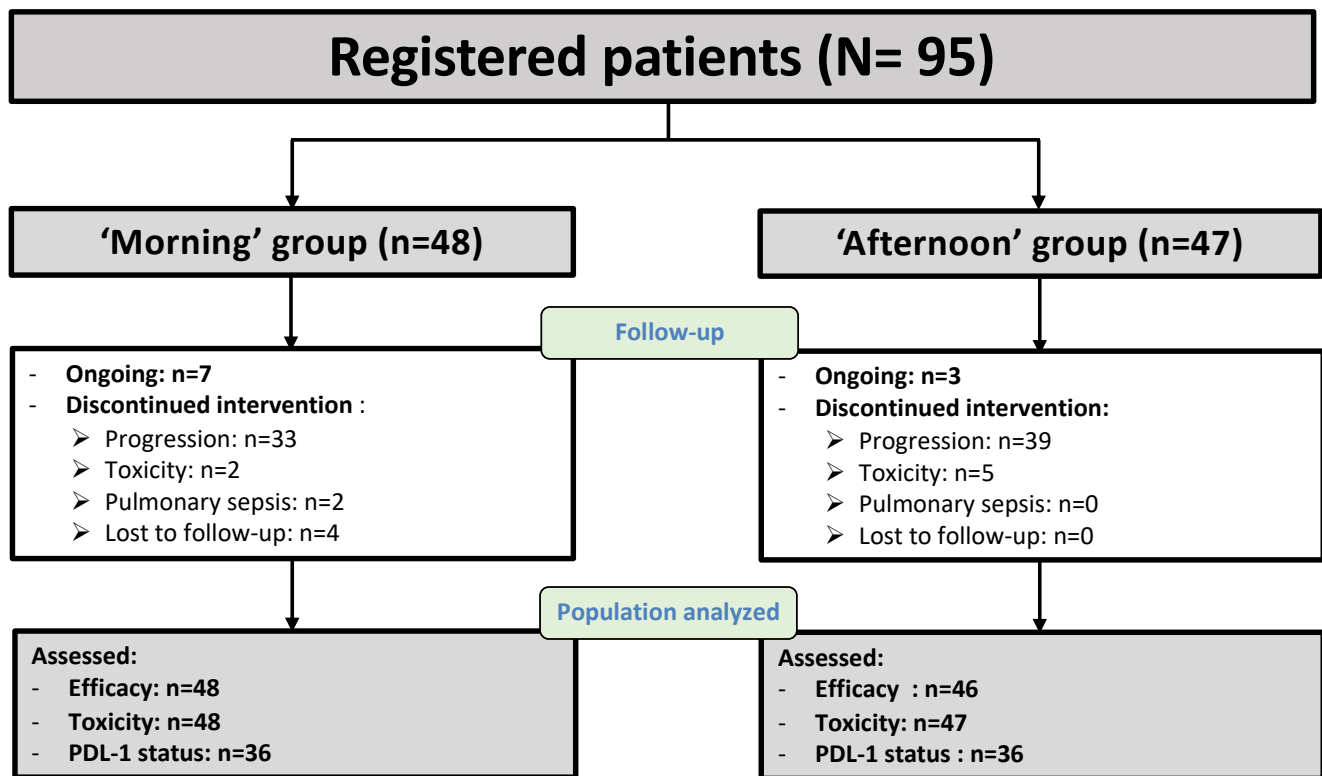 Registered patients (N= 95)
‘Morning’ group (n=48)
‘Afternoon’ group (n=47)
Follow-up
- Ongoing: n=7
- Discontinued intervention :
➢ Progression: n=33
➢ Toxicity: n=2
➢ Pulmonary sepsis: n=2
➢ Lost to follow-up: n=4
- Ongoing: n=3
- Discontinued intervention:
➢ Progression: n=39
➢ Toxicity: n=5
➢ Pulmonary sepsis: n=0
➢ Lost to follow-up: n=0
Population analyzed
Assessed:
- Efficacy: n=48
- Toxicity: n=48
- PDL-1 status: n=36
Assessed:
- Efficacy : n=46
- Toxicity: n=47
- PDL-1 status : n=36